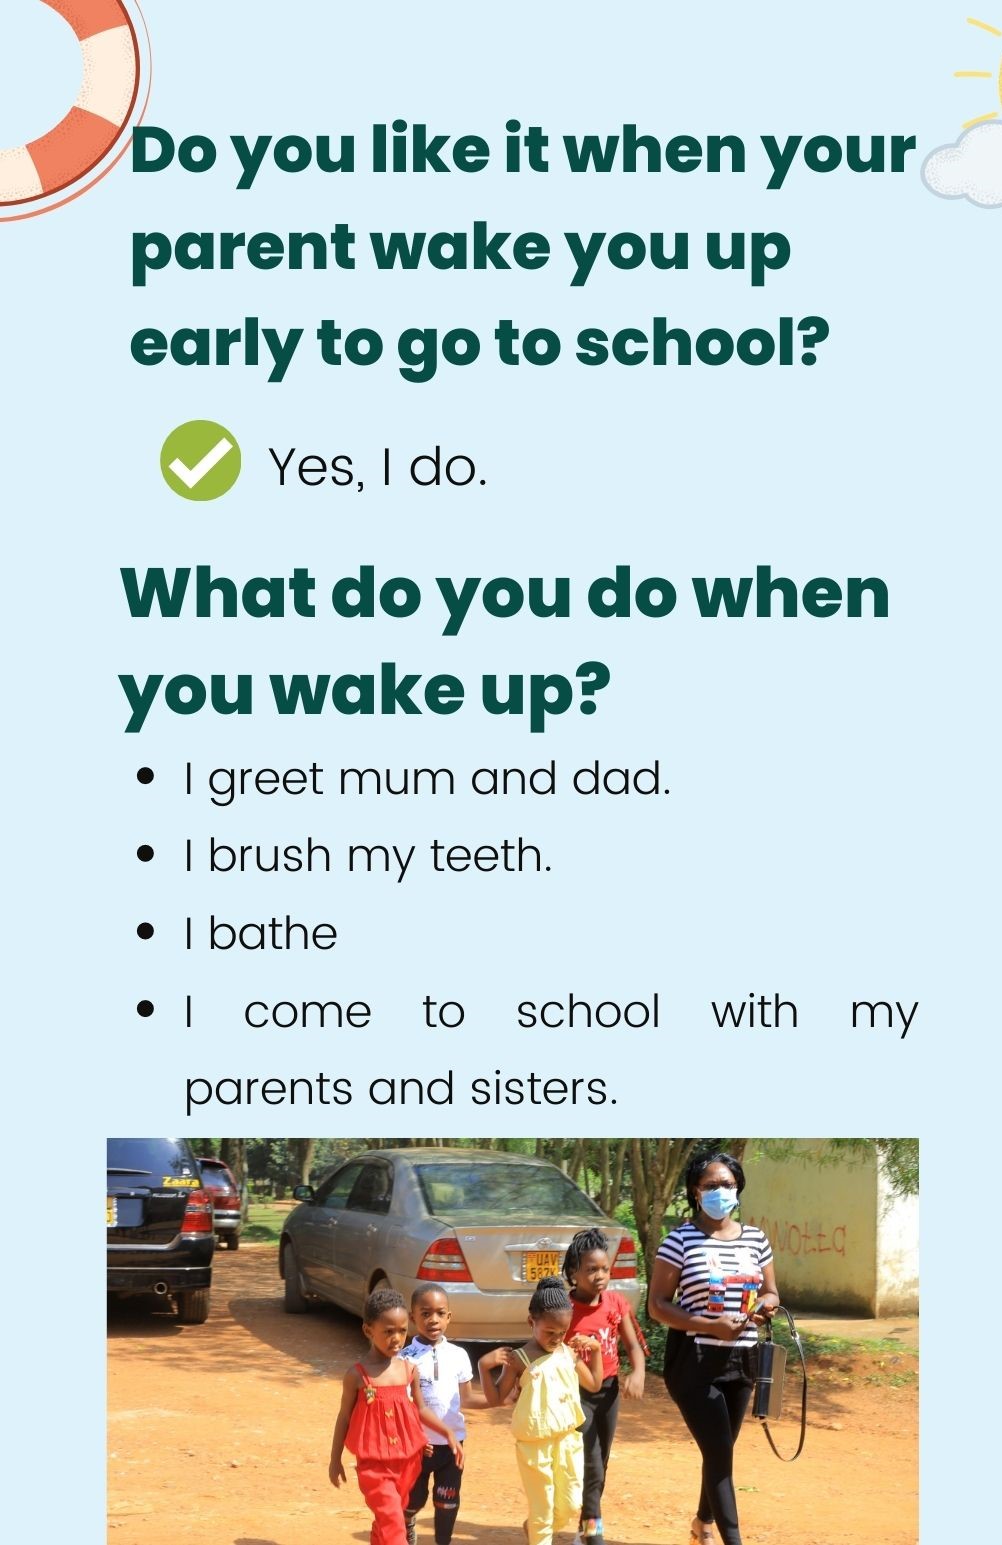 Do you like it when your
parent wake you up
early to go to school?
Yes, I do.
What do you do when
you wake up?
I greet mum and dad.
I brush my teeth.
I bathe
I come to school with my
parents and sisters.
Zaara
UAV